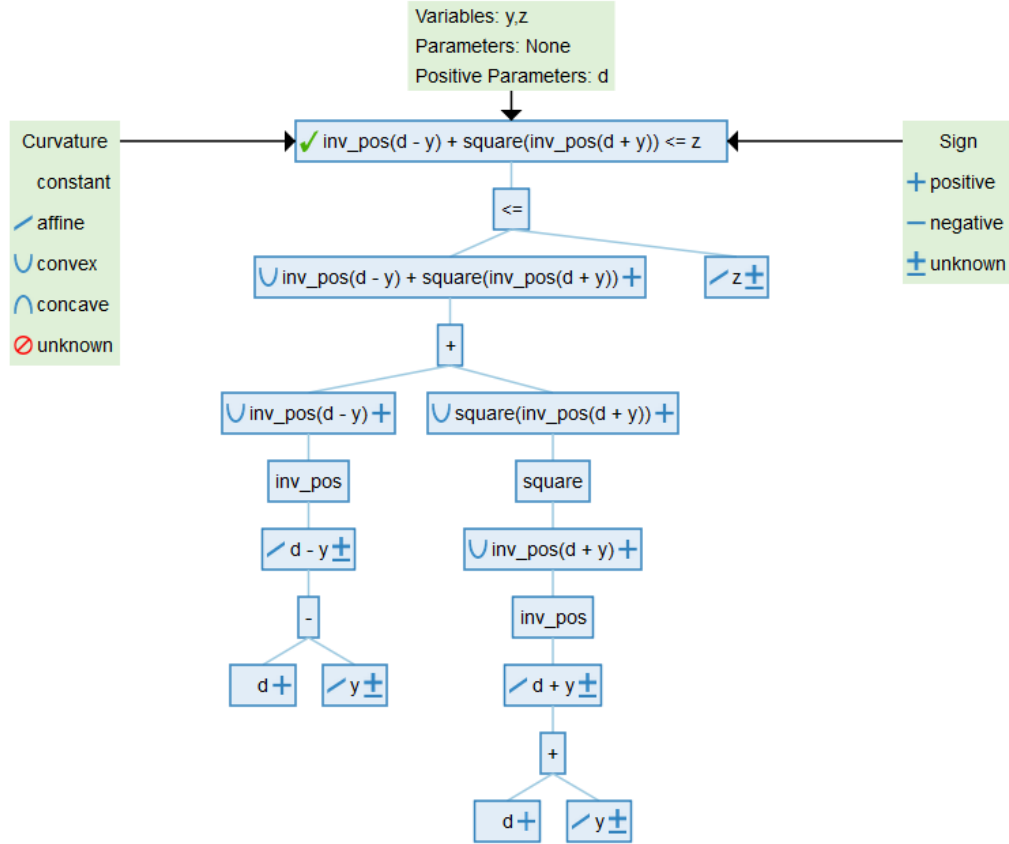 Variables: y,z
Parameters: None
Positive Parameters: d
Curvature
constant
affine
convex
concave
unknown
inv_pos(d - y) + square(inv_pos(d + y)) <= z
Sign
+ positive
− negative
± unknown
<=
inv_pos(d - y) + square(inv_pos(d + y)) +
z ±
+
inv_pos(d - y) +
square(inv_pos(d + y)) +
inv_pos
square
d - y ±
inv_pos(d + y) +
-
inv_pos
d +
y ±
d + y ±
+
d +
y ±